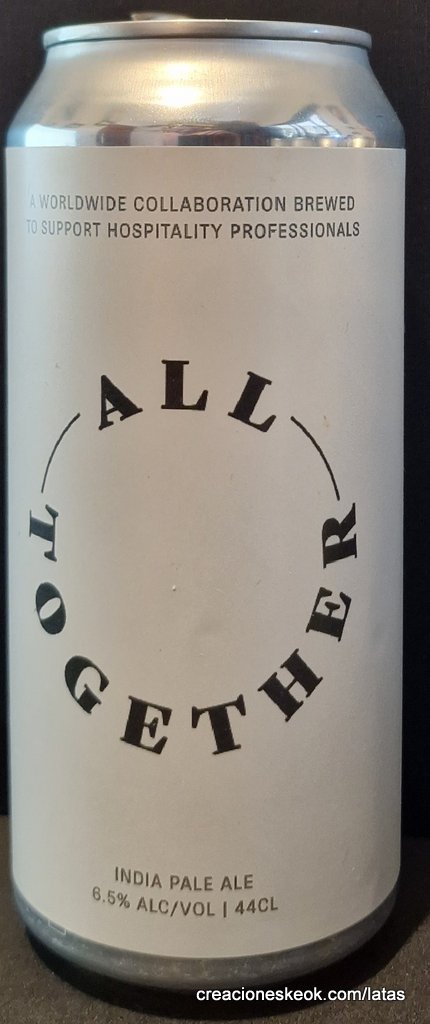 A WORLDWIDE COLLABORATION BREWED
TO SUPPORT HOSPITALITY PROFESSIONALS
ALL
TOGETHER
INDIA PALE ALE
6.5% ALC/VOL | 44CL
creacioneskeok.com/latas